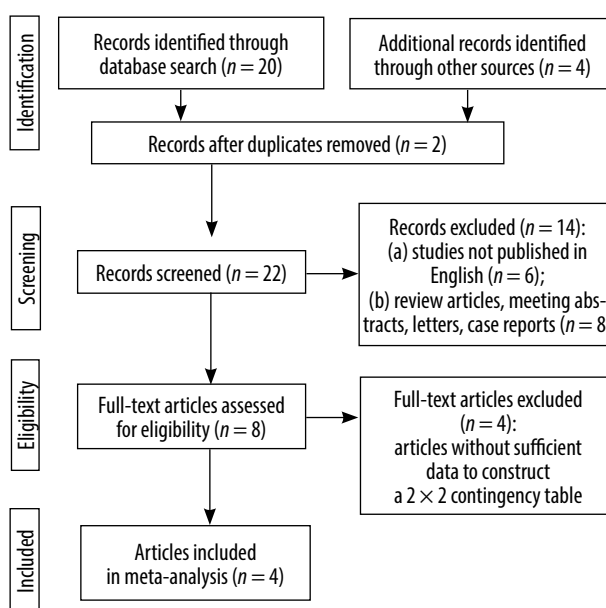 Identification
Records identified through
database search (n = 20)
Additional records identified
through other sources (n = 4)
Records after duplicates removed (n = 2)
Screening
Records screened (n = 22)
Records excluded (n = 14):
(a) studies not published in
English (n = 6);
(b) review articles, meeting abs-
tracts, letters, case reports (n = 8
Eligibility
Full-text articles assessed
for eligibility (n = 8)
Full-text articles excluded
(n = 4):
articles without sufficient
data to construct
a 2 × 2 contingency table
Included
Articles included
in meta-analysis (n = 4)